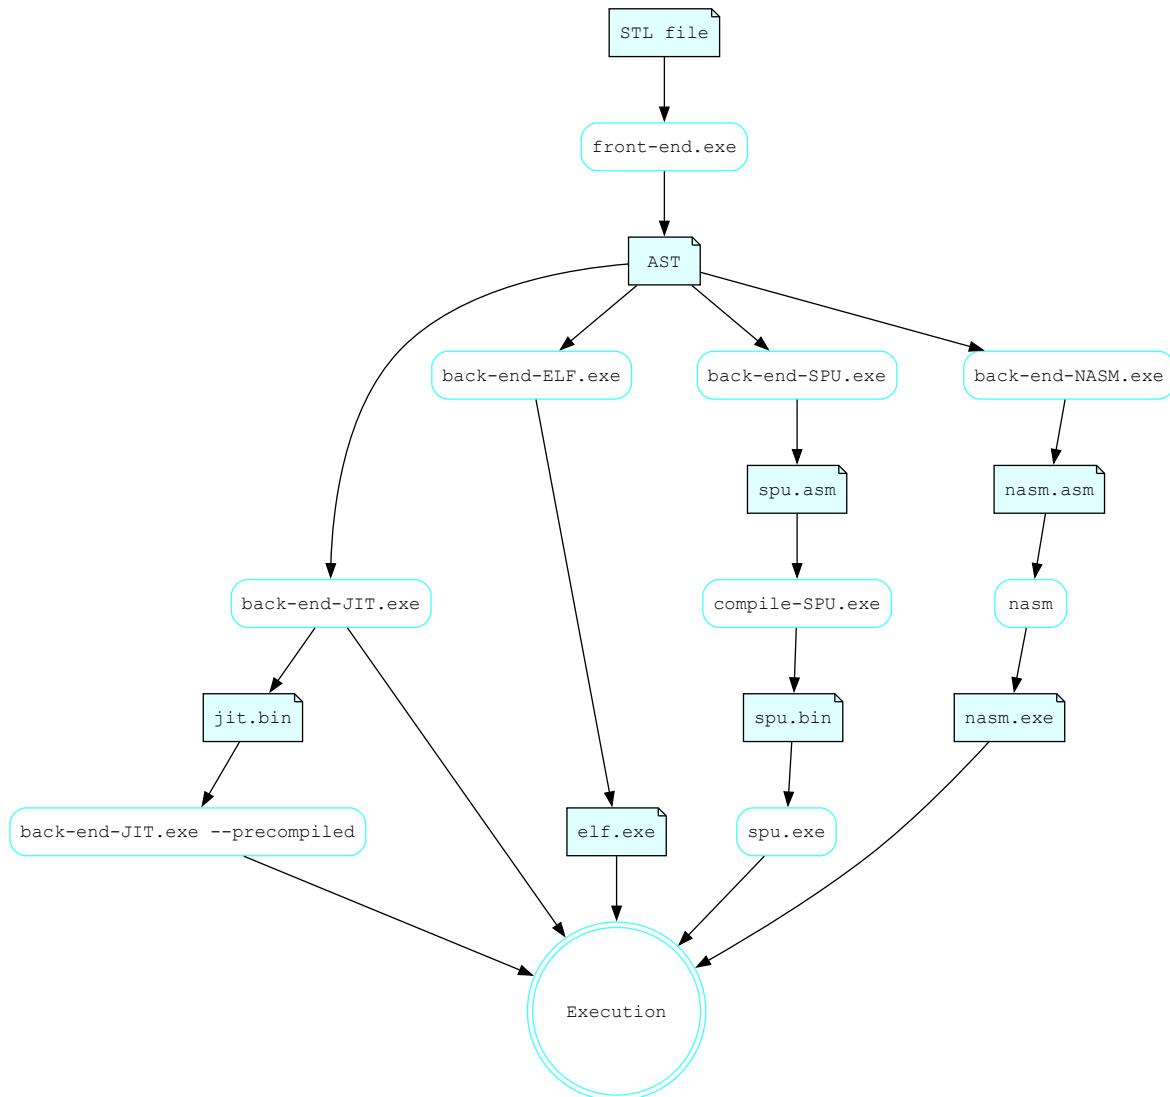 STL file
front-end.exe
AST
back-end-ELF.exe
back-end-SPU.exe
back-end-NASM.exe
spu.asm
nasm.asm
back-end-JIT.exe
compile-SPU.exe
nasm
jit.bin
spu.bin
nasm.exe
back-end-JIT.exe --precompiled
elf.exe
spu.exe
Execution